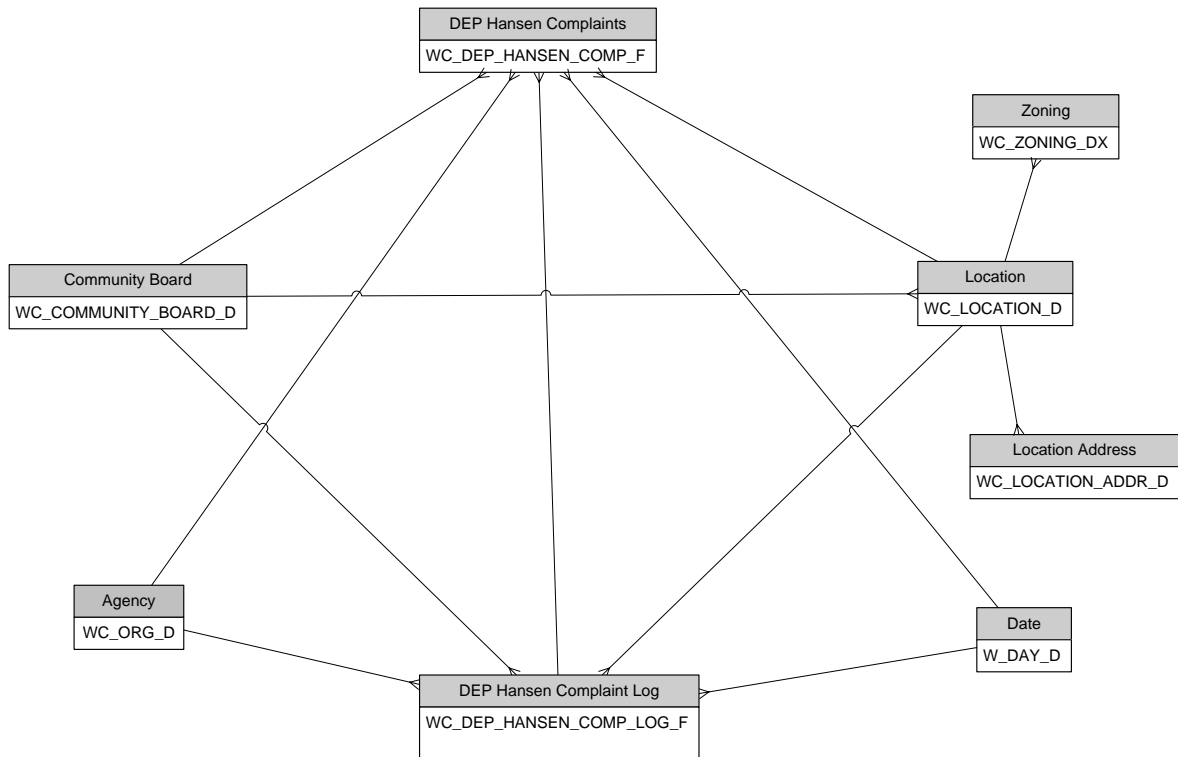 DEP Hansen Complaints
WC_DEP_HANSEN_COMP_F
Zoning
WC_ZONING_DX
Community Board
WC_COMMUNITY_BOARD_D
Location
WC_LOCATION_D
Location Address
WC_LOCATION_ADDR_D
Agency
WC_ORG_D
Date
W_DAY_D
DEP Hansen Complaint Log
WC_DEP_HANSEN_COMP_LOG_F